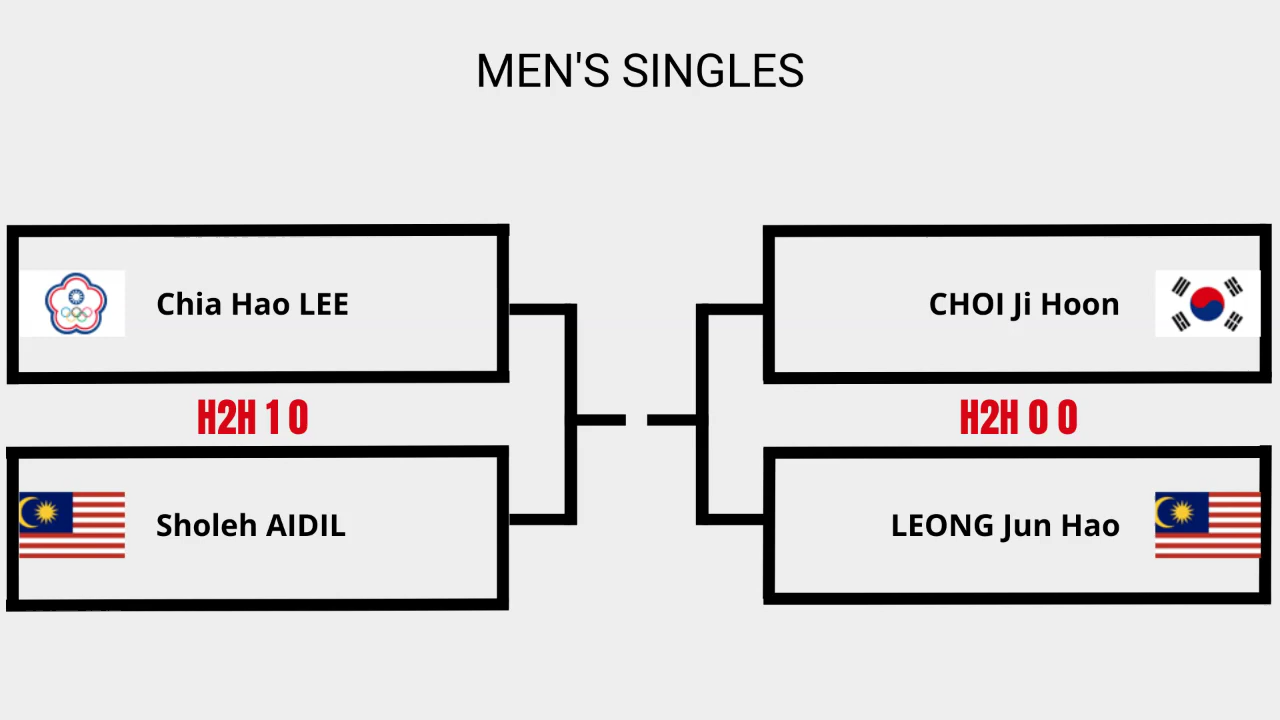 MEN'S SINGLES
Chia Hao LEE
CHOI Ji Hoon
H2H 1 0
H2H 0 0
Sholeh AIDIL
LEONG Jun Hao